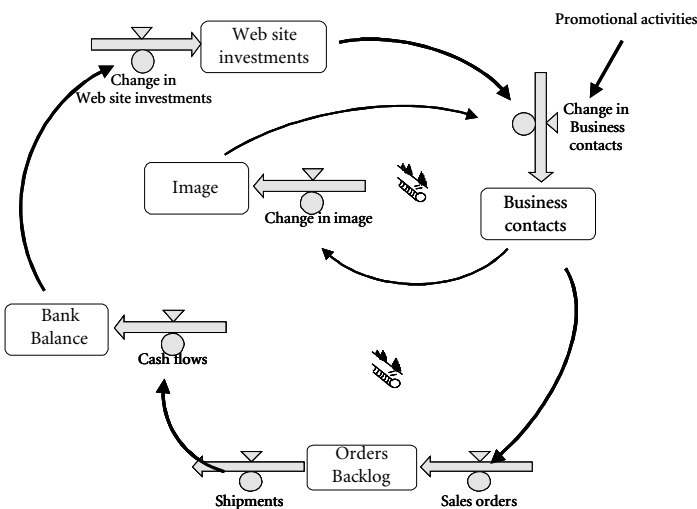 Promotional activities
Web site
investments
Change in
Web site investments
Change in
Business
contacts
Image
Change in image
Business
contacts
Bank
Balance
Cash flows
Orders
Backlog
Shipments
Sales orders